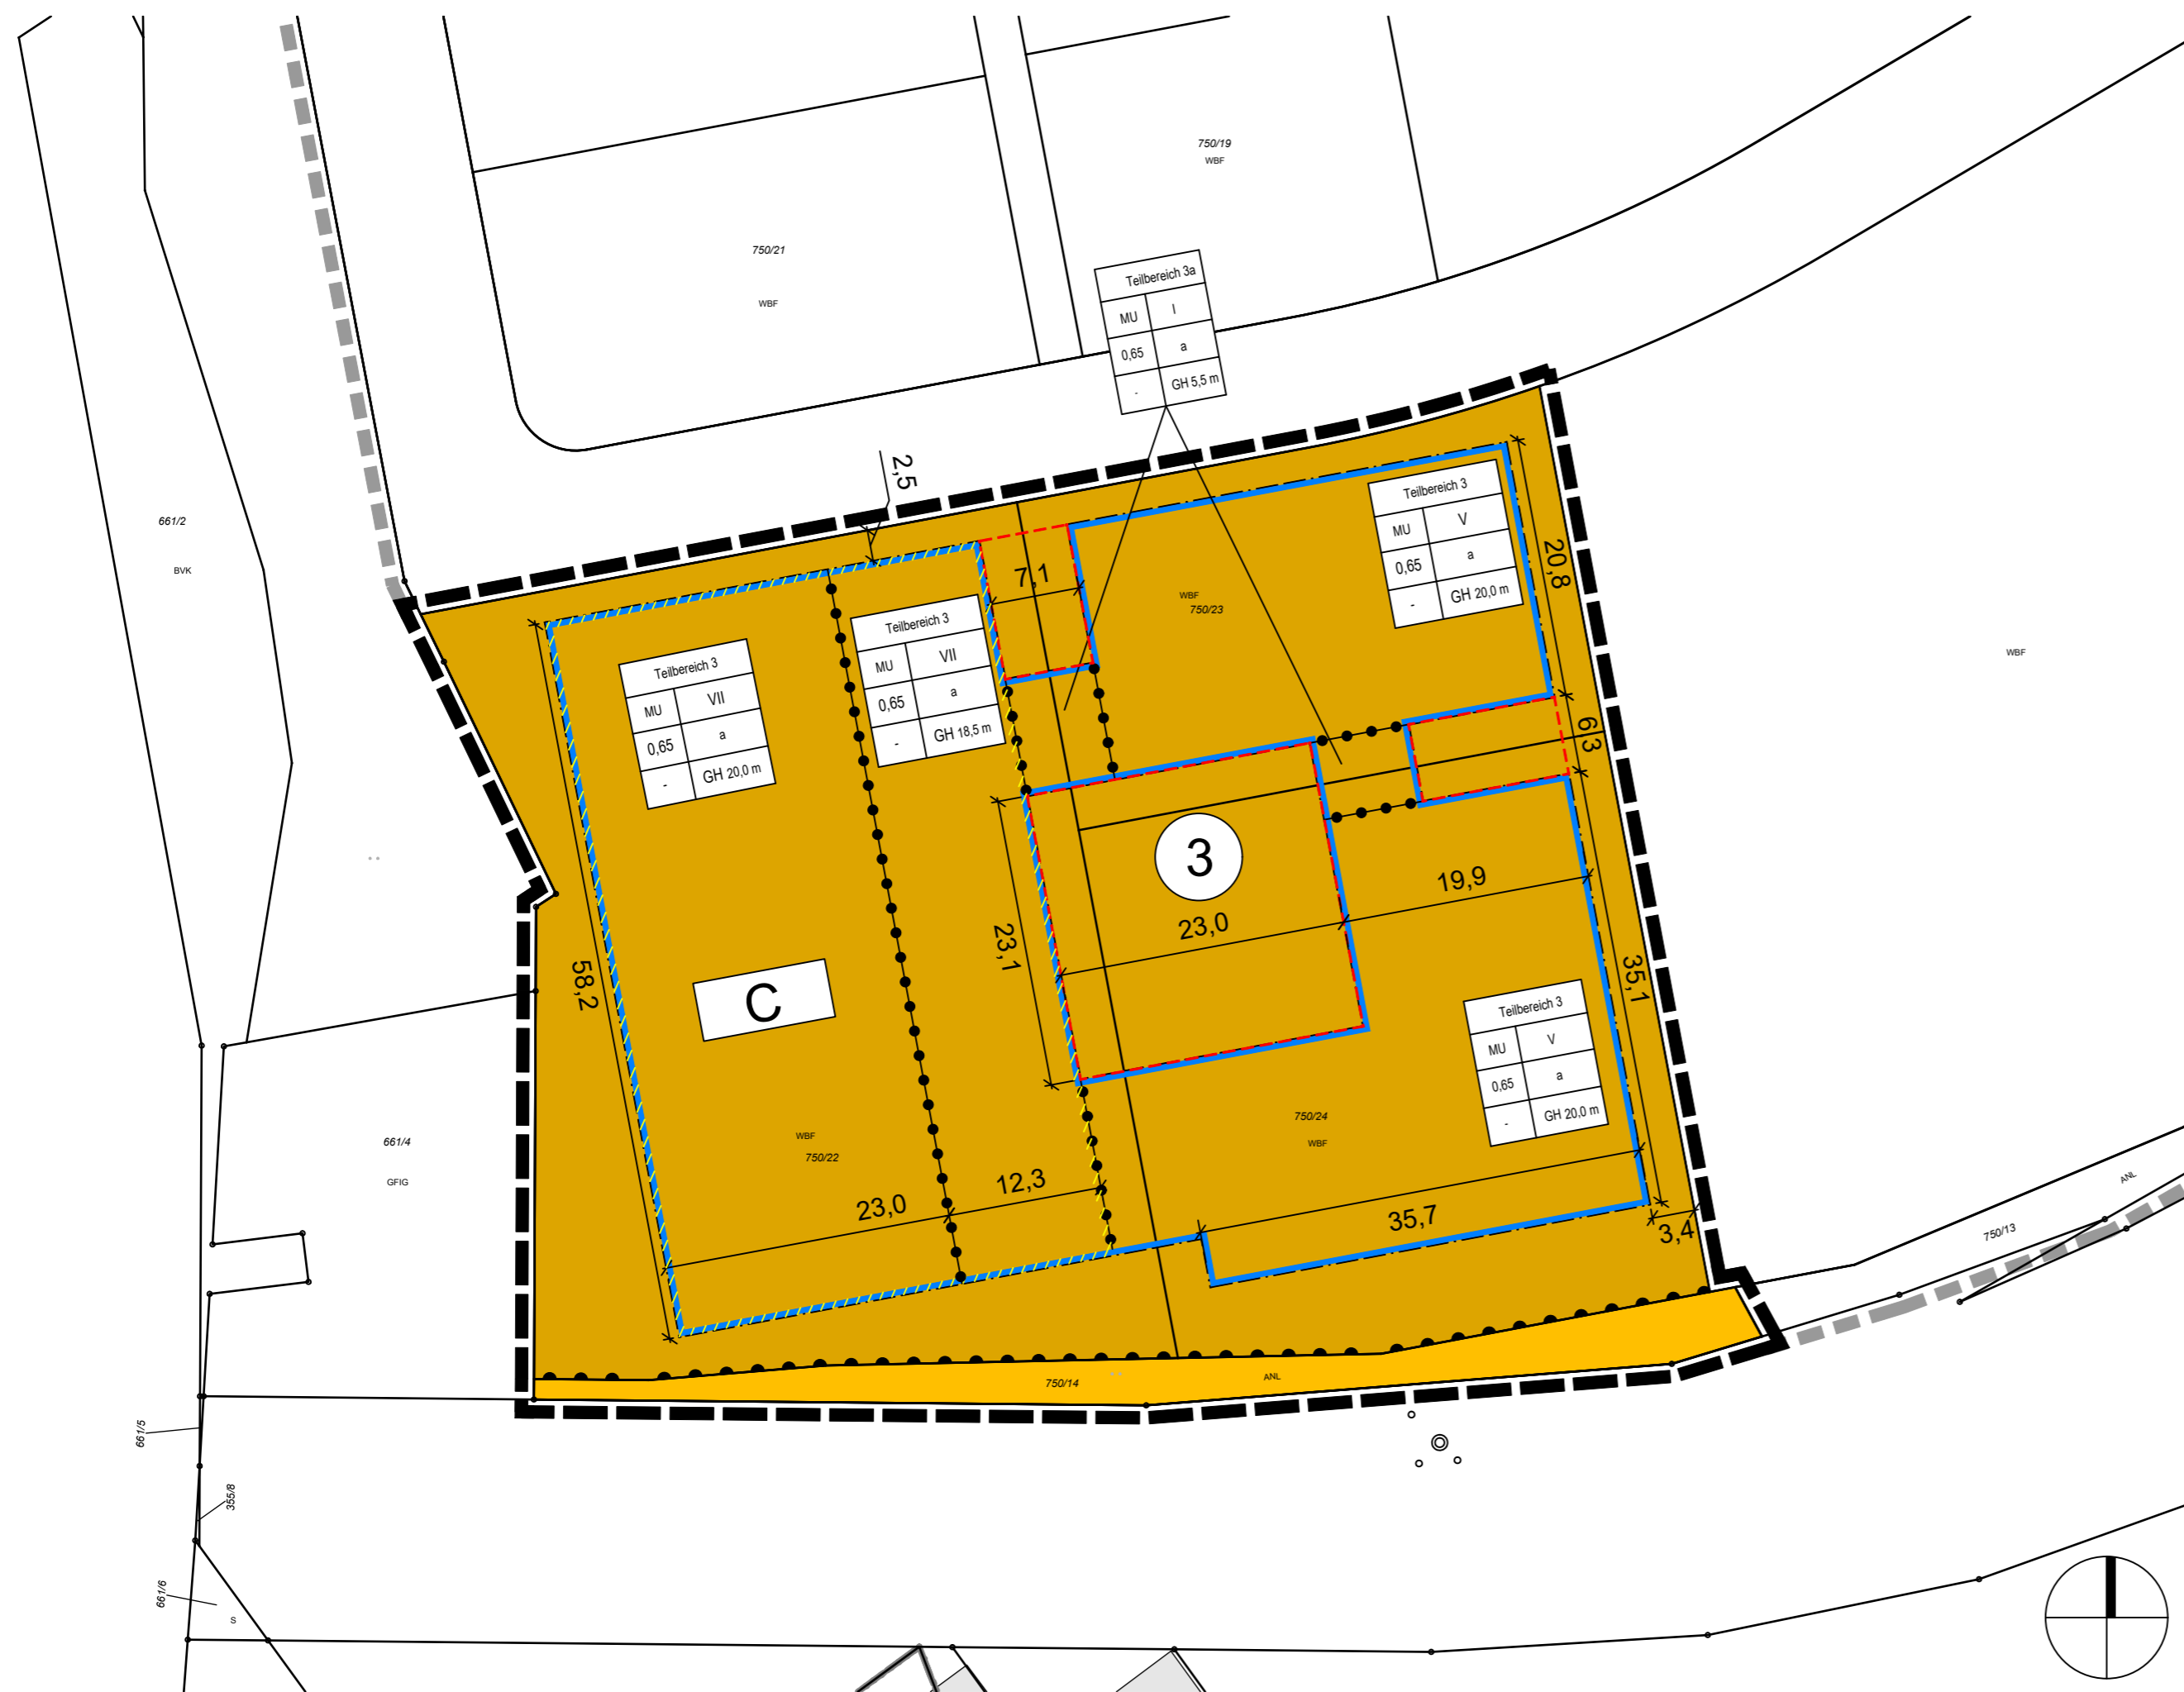 750/19
WBF
750/21
WBF
Teilbereich 3a
MU I
0,65 a
- GH 5,5 m
2,5
661/2
BVK
Teilbereich 3
MU V
0,65 a
- GH 20,0 m
20,8
7,1
WBF
750/23
Teilbereich 3
MU VII
0,65 a
- GH 18,5 m
Teilbereich 3
MU VII
0,65 a
- GH 20,0 m
WBF
6,3
3
19,9
23,0
23,1
58,2
C
35,1
Teilbereich 3
MU V
0,65 a
- GH 20,0 m
750/24
WBF
WBF
750/22
661/4
GFIG
12,3
23,0
35,7
3,4
ANL
750/13
750/14
ANL
661/5
355/8
661/6
S